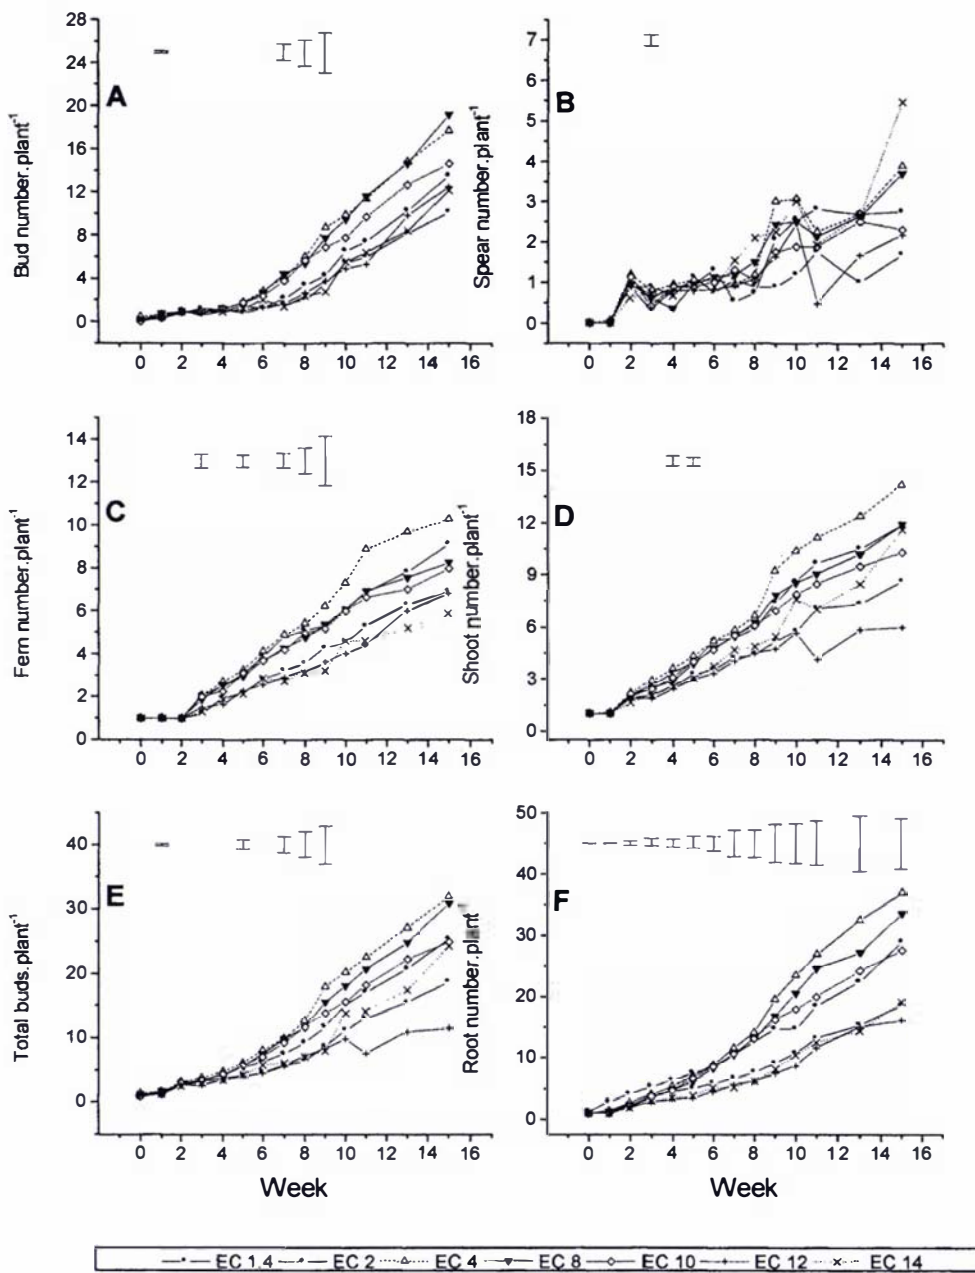 28
24
20
16
12
8
4
0
Bud number.plant-1
A
0 2 4 6 8 10 12 14 16
7
6
5
4
3
2
1
0
Spear number.plant-1
B
0 2 4 6 8 10 12 14 16
14
12
10
8
6
4
2
0
Fern number.plant-1
C
0 2 4 6 8 10 12 14 16
18
15
12
9
6
3
0
Shoot number.plant-1
D
0 2 4 6 8 10 12 14 16
40
30
20
10
0
Total buds.plant-1
E
0 2 4 6 8 10 12 14 16
Week
50
40
30
20
10
0
Root number.plant
F
0 2 4 6 8 10 12 14 16
Week
EC 1.4 EC 2 EC 4 EC 8 EC 10 EC 12 EC 14